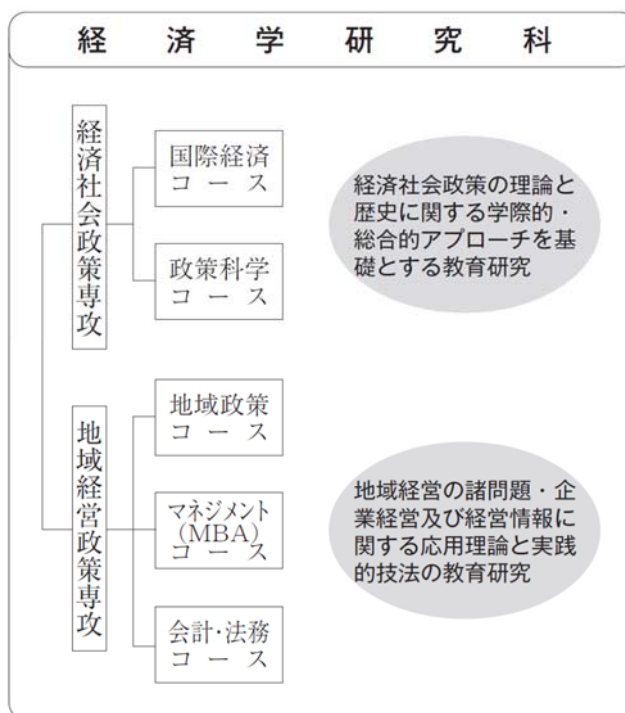 経済学研究科
経済社会政策専攻
国際経済
コース
政策科学
コース
経済社会政策の理論と
歴史に関する学際的・
総合的アプローチを基
礎とする教育研究
地域経営政策専攻
地域政策
コース
マネジメント
(MBA)
コース
会計・法務
コース
地域経営の諸問題・企
業経営及び経営情報に
関する応用理論と実践
的技法の教育研究